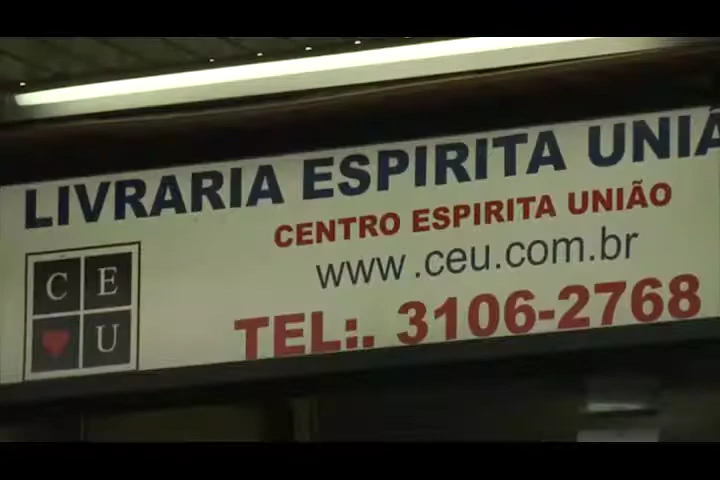 LIVRARIA ESPIRITA UNIÃ
CENTRO ESPIRITA UNIÃO
www.ceu.com.br
TEL:. 3106-2768
C E
U